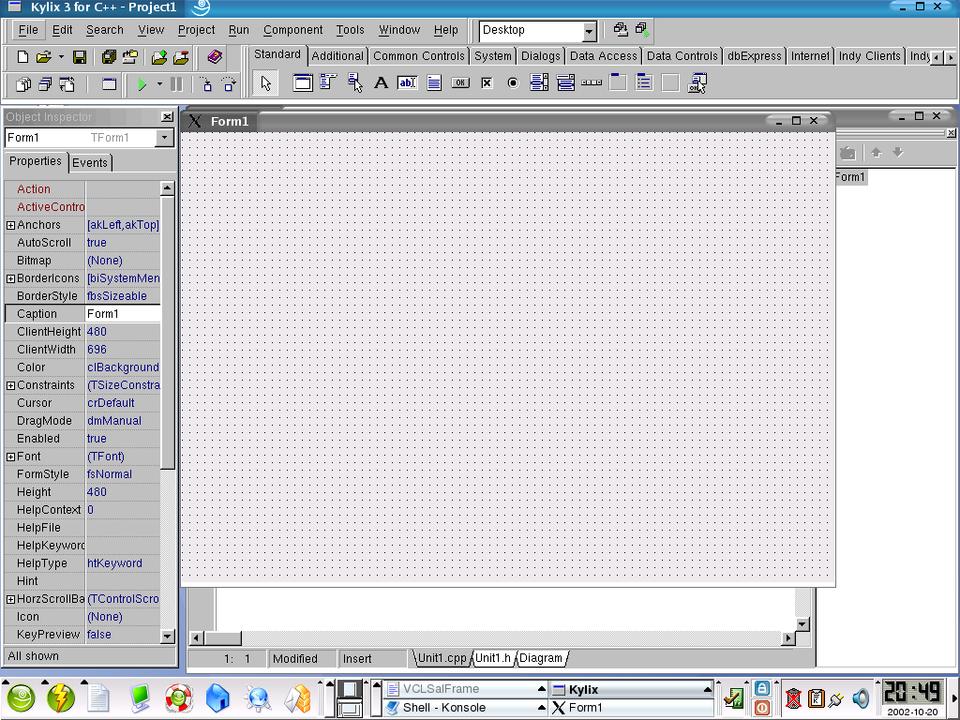 Kylix 3 for C++ - Project1
File Edit Search View Project Run Component Tools Window Help
Desktop
Standard Additional Common Controls System Dialogs Data Access Data Controls dbExpress Internet Indy Clients Indy
A abI OK
Object Inspector
Form1 TForm1
Properties Events
Action
ActiveContro
Anchors [akLeft,akTop]
AutoScroll true
Bitmap (None)
BorderIcons [biSystemMen
BorderStyle fbsSizeable
Caption Form1
ClientHeight 480
ClientWidth 696
Color clBackground
Constraints (TSizeConstra
Cursor crDefault
DragMode dmManual
Enabled true
Font (TFont)
FormStyle fsNormal
Height 480
HelpContext 0
HelpFile
HelpKeyword
HelpType htKeyword
Hint
HorzScrollBa (TControlScro
Icon (None)
KeyPreview false
All shown
Form1
Form1
1: 1 Modified Insert Unit1.cpp Unit1.h Diagram
VCLSalFrame
Shell - Konsole
Kylix
Form1
20:49
2002-10-20